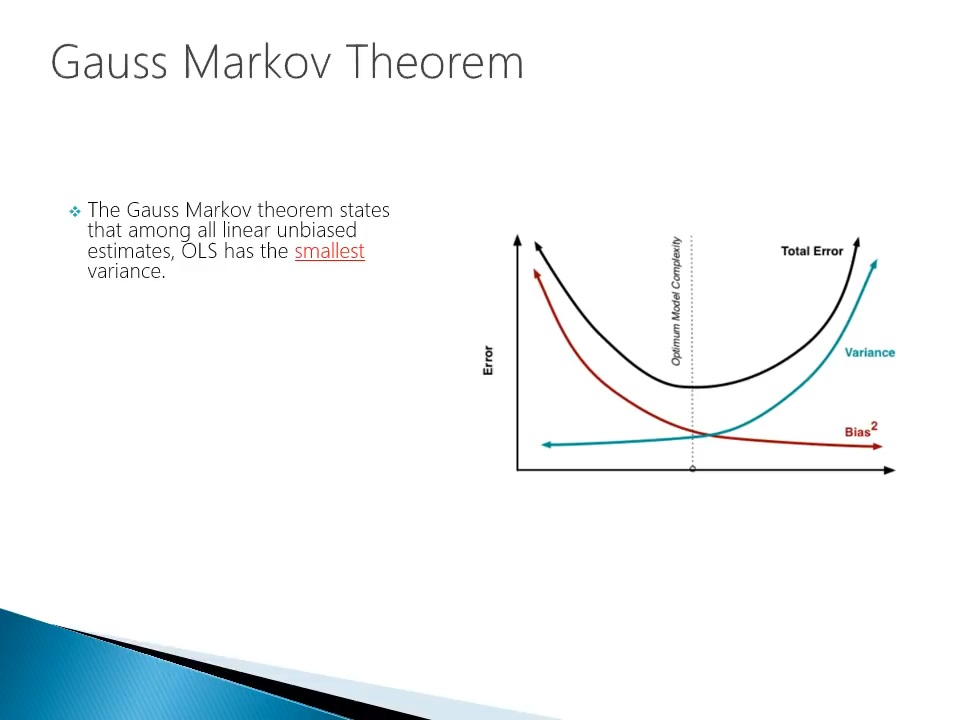 Gauss Markov Theorem
The Gauss Markov theorem states
that among all linear unbiased
estimates, OLS has the smallest
variance.
Error
Optimum Model Complexity
Total Error
Variance
Bias²